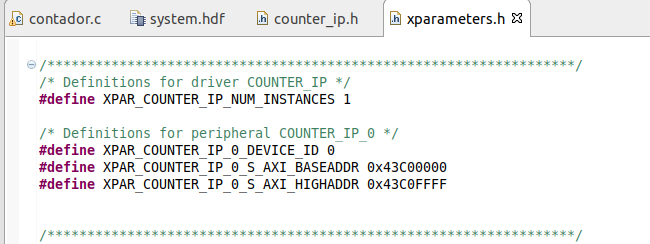 contador.c system.hdf counter_ip.h xparameters.h
/******************************************************************/
/* Definitions for driver COUNTER_IP */
#define XPAR_COUNTER_IP_NUM_INSTANCES 1
/* Definitions for peripheral COUNTER_IP_0 */
#define XPAR_COUNTER_IP_0_DEVICE_ID 0
#define XPAR_COUNTER_IP_0_S_AXI_BASEADDR 0x43C00000
#define XPAR_COUNTER_IP_0_S_AXI_HIGHADDR 0x43C0FFFF
/******************************************************************/